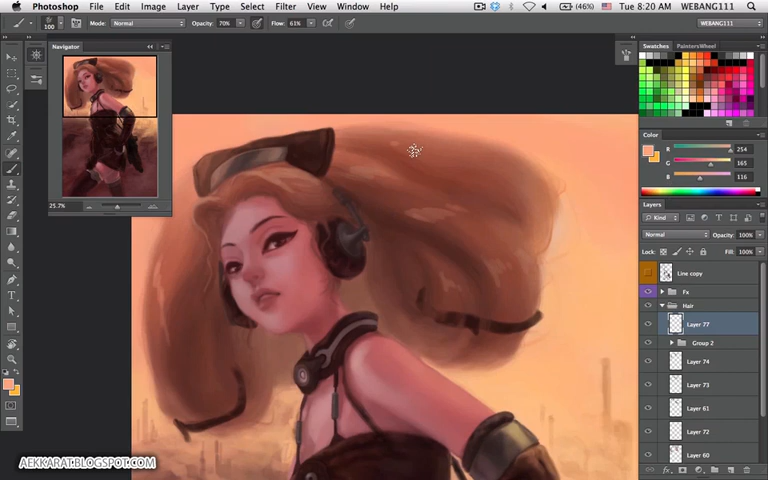 Photoshop File Edit Image Layer Type Select Filter View Window Help (46%) Tue 8:20 AM WEBANG111
100 Mode: Normal Opacity: 70% Flow: 61% WEBANG111
Navigator
25.7%
Swatches PaintersWheel
Color
R 254
G 165
B 116
Layers
Kind
Normal Opacity: 100%
Lock: Fill: 100%
Line copy
Fx
Hair
Layer 77
Group 2
Layer 74
Layer 73
Layer 61
Layer 72
Layer 60
fx
AEKKARAT.BLOGSPOT.COM